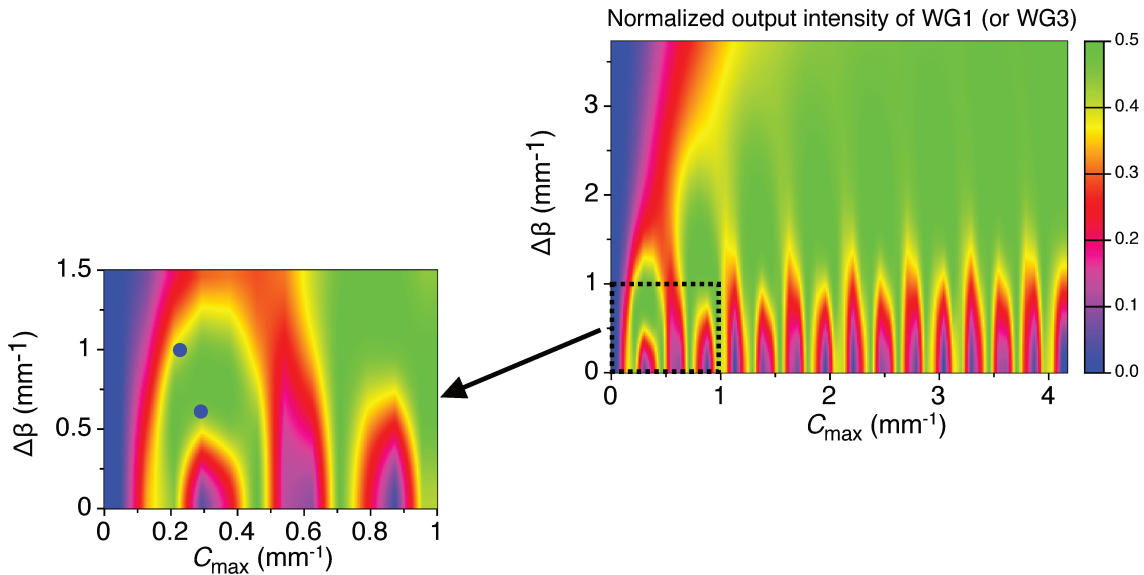 Normalized output intensity of WG1 (or WG3)
3
2
1
0
Δβ (mm-1)
0 1 2 3 4
Cmax (mm-1)
0.5
0.4
0.3
0.2
0.1
0.0
1.5
1
0.5
0
Δβ (mm-1)
0 0.2 0.4 0.6 0.8 1
Cmax (mm-1)